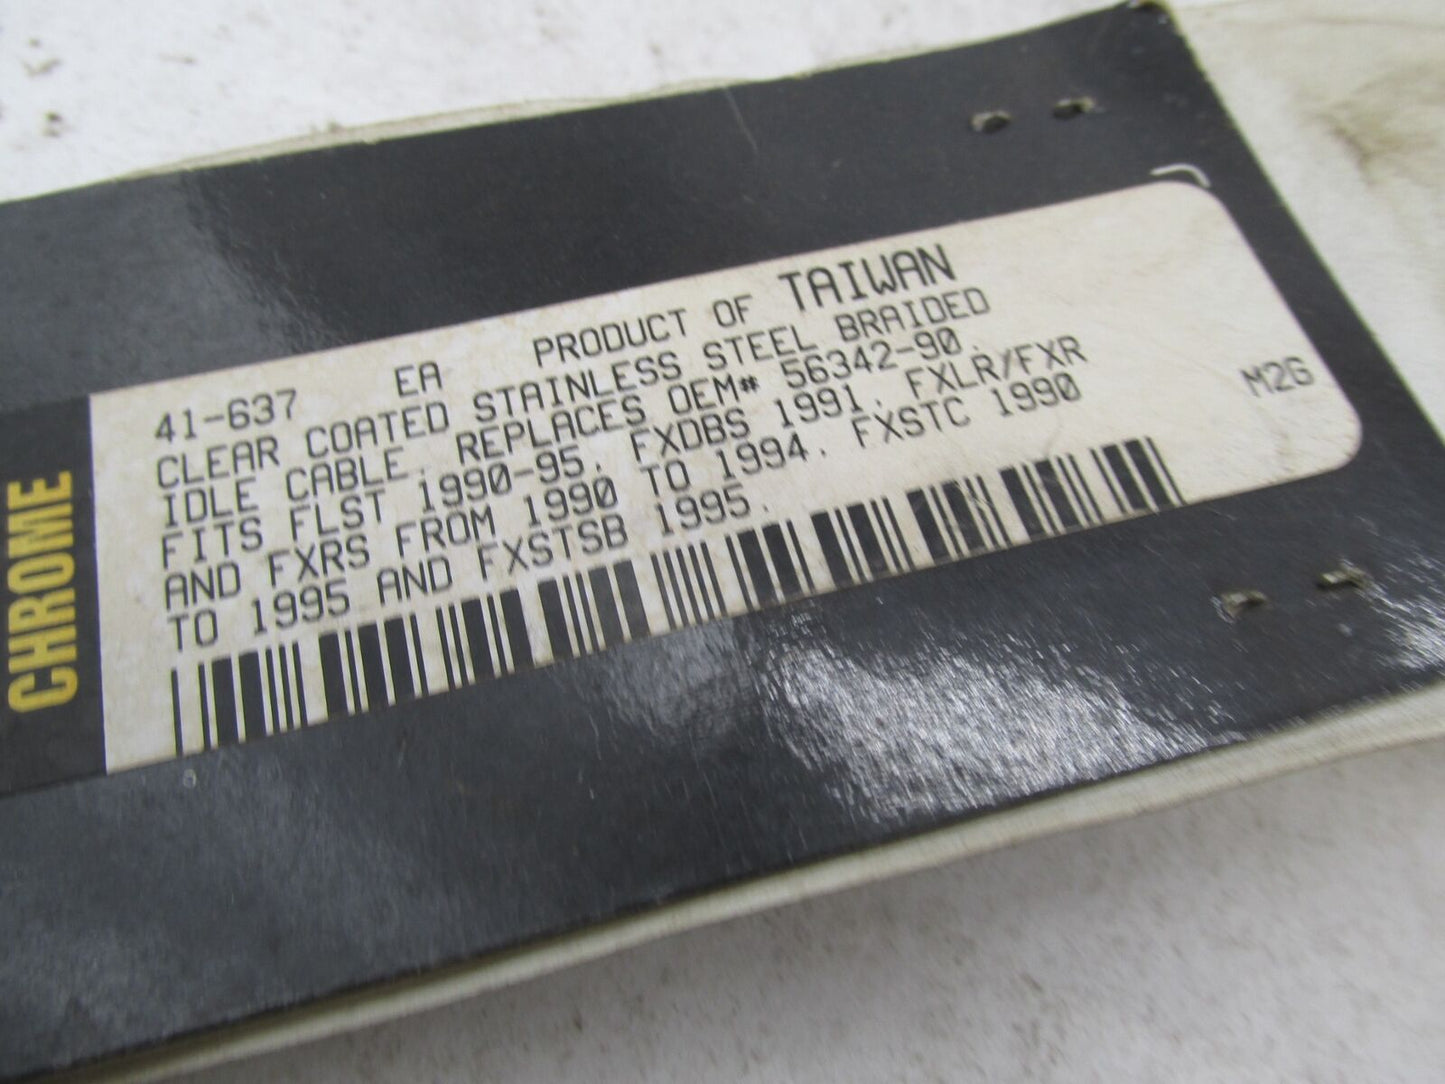 CHROME
41-637 EA PRODUCT OF TAIWAN
CLEAR COATED STAINLESS STEEL BRAIDED
IDLE CABLE. REPLACES OEM# 56342-90.
FITS FLST 1990-95. FXDBS 1991. FXLR/FXR
AND FXRS FROM 1990 TO 1994. FXSTC 1990
TO 1995 AND FXSTSB 1995.
M2G